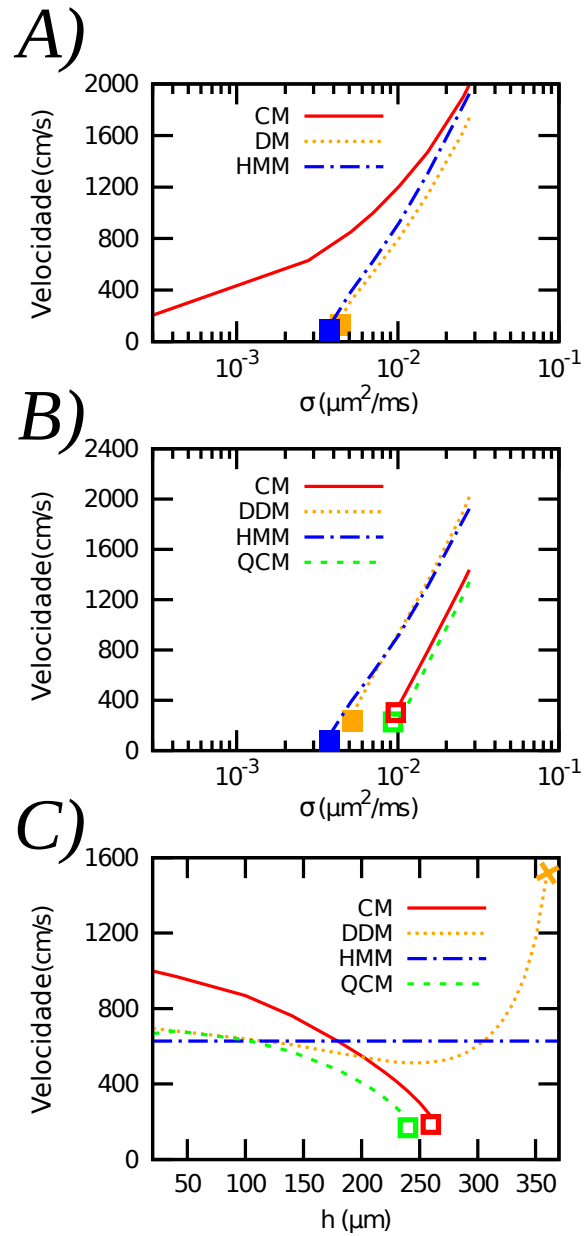 A)
2000
1600
1200
800
400
0
Velocidade(cm/s)
CM
DM
HMM
10⁻³
10⁻²
10⁻¹
σ (μm²/ms)
B)
2400
2000
1600
1200
800
400
0
Velocidade(cm/s)
CM
DDM
HMM
QCM
10⁻³
10⁻²
10⁻¹
σ (μm²/ms)
C)
1600
1200
800
400
0
Velocidade(cm/s)
CM
DDM
HMM
QCM
50 100 150 200 250 300 350
h (μm)